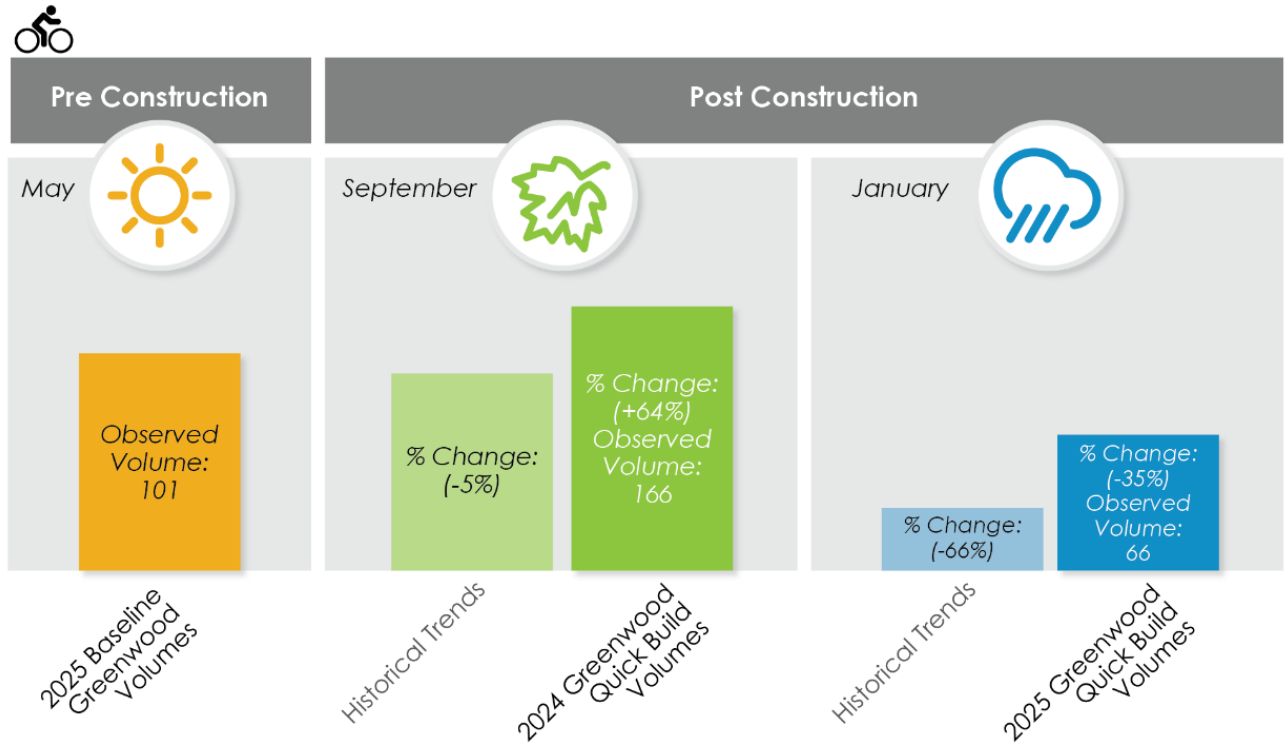 Pre Construction
Post Construction
May
September
January
Observed
Volume:
101
% Change:
(-5%)
% Change:
(+64%)
Observed
Volume:
166
% Change:
(-66%)
% Change:
(-35%)
Observed
Volume:
66
2025 Baseline
Greenwood
Volumes
Historical Trends
2024 Greenwood
Quick Build
Volumes
Historical Trends
2025 Greenwood
Quick Build
Volumes